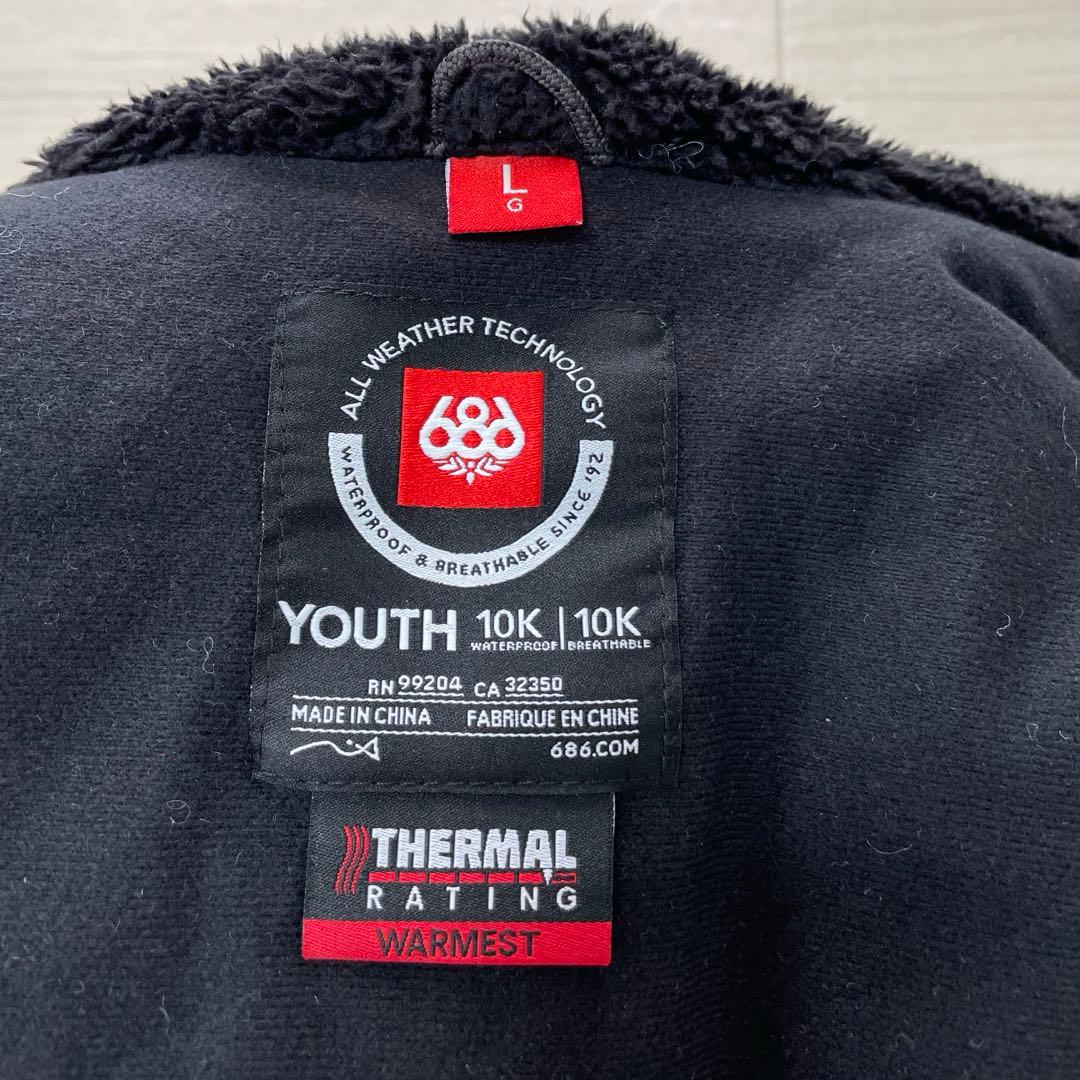 L
G
ALL WEATHER TECHNOLOGY
686
WATERPROOF & BREATHABLE SINCE '92
YOUTH 10K | 10K
WATERPROOF BREATHABLE
RN 99204 CA 32350
MADE IN CHINA FABRIQUE EN CHINE
686.COM
THERMAL
RATING
WARMEST